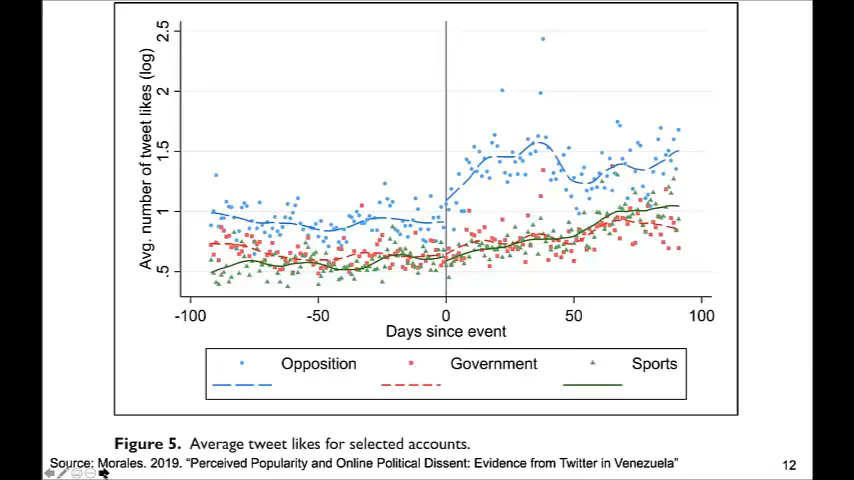 2.5
2
1.5
1
.5
Avg. number of tweet likes (log)
-100 -50 0 50 100
Days since event
Opposition Government Sports
Figure 5. Average tweet likes for selected accounts.
Source: Morales. 2019. “Perceived Popularity and Online Political Dissent: Evidence from Twitter in Venezuela”
12